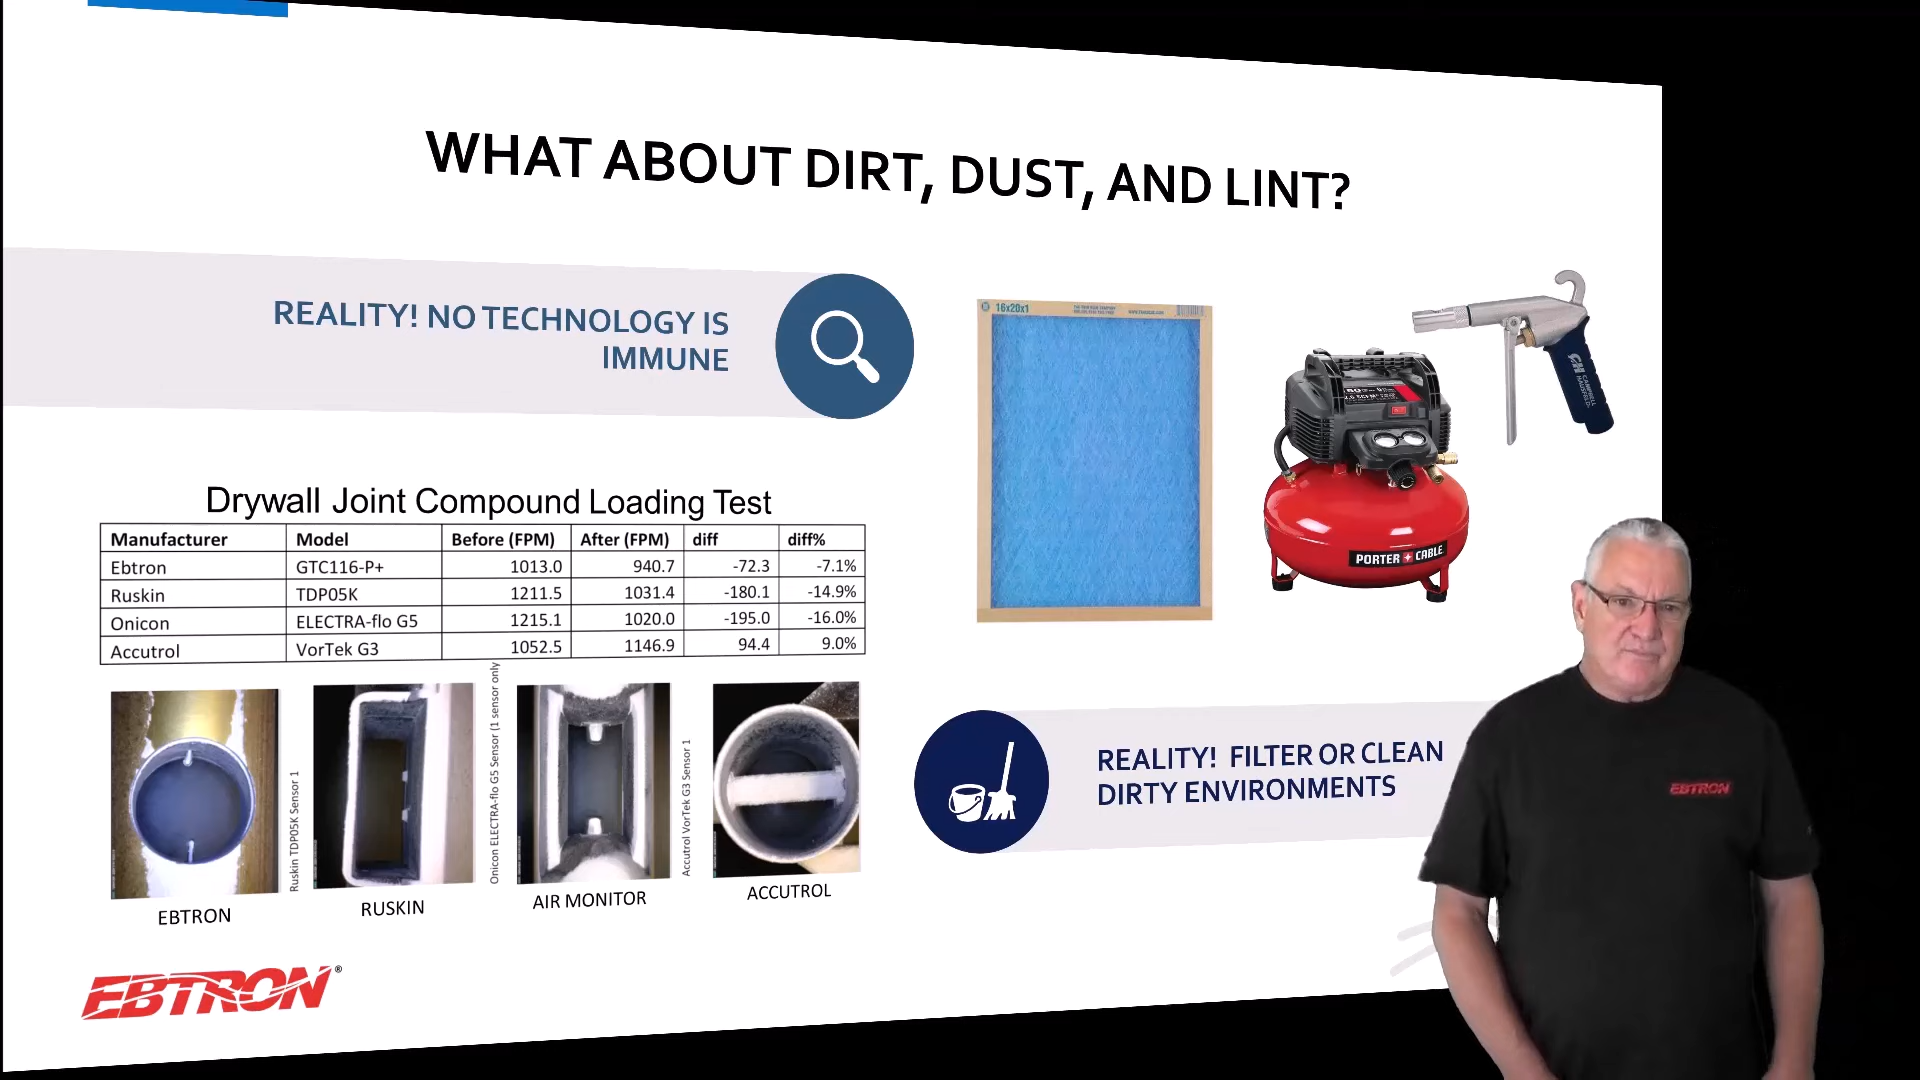 WHAT ABOUT DIRT, DUST, AND LINT?
REALITY! NO TECHNOLOGY IS
IMMUNE
16x20x1
CAMPBELL
HAUSFELD
PORTER CABLE
Drywall Joint Compound Loading Test
Manufacturer Model Before (FPM) After (FPM) diff diff%
Ebtron GTC116-P+ 1013.0 940.7 -72.3 -7.1%
Ruskin TDP05K 1211.5 1031.4 -180.1 -14.9%
Onicon ELECTRA-flo G5 1215.1 1020.0 -195.0 -16.0%
Accutrol VorTek G3 1052.5 1146.9 94.4 9.0%
Ruskin TDP05K Sensor 1
Onicon ELECTRA-flo G5 Sensor (1 sensor only
Accutrol VorTek G3 Sensor 1
EBTRON
RUSKIN
AIR MONITOR
ACCUTROL
REALITY! FILTER OR CLEAN
DIRTY ENVIRONMENTS
EBTRON
EBTRON®